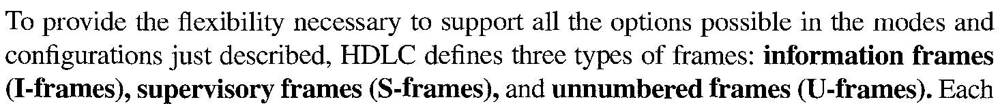 To provide the flexibility necessary to support all the options possible in the modes and
configurations just described, HDLC defines three types of frames: information frames
(I-frames), supervisory frames (S-frames), and unnumbered frames (U-frames). Each